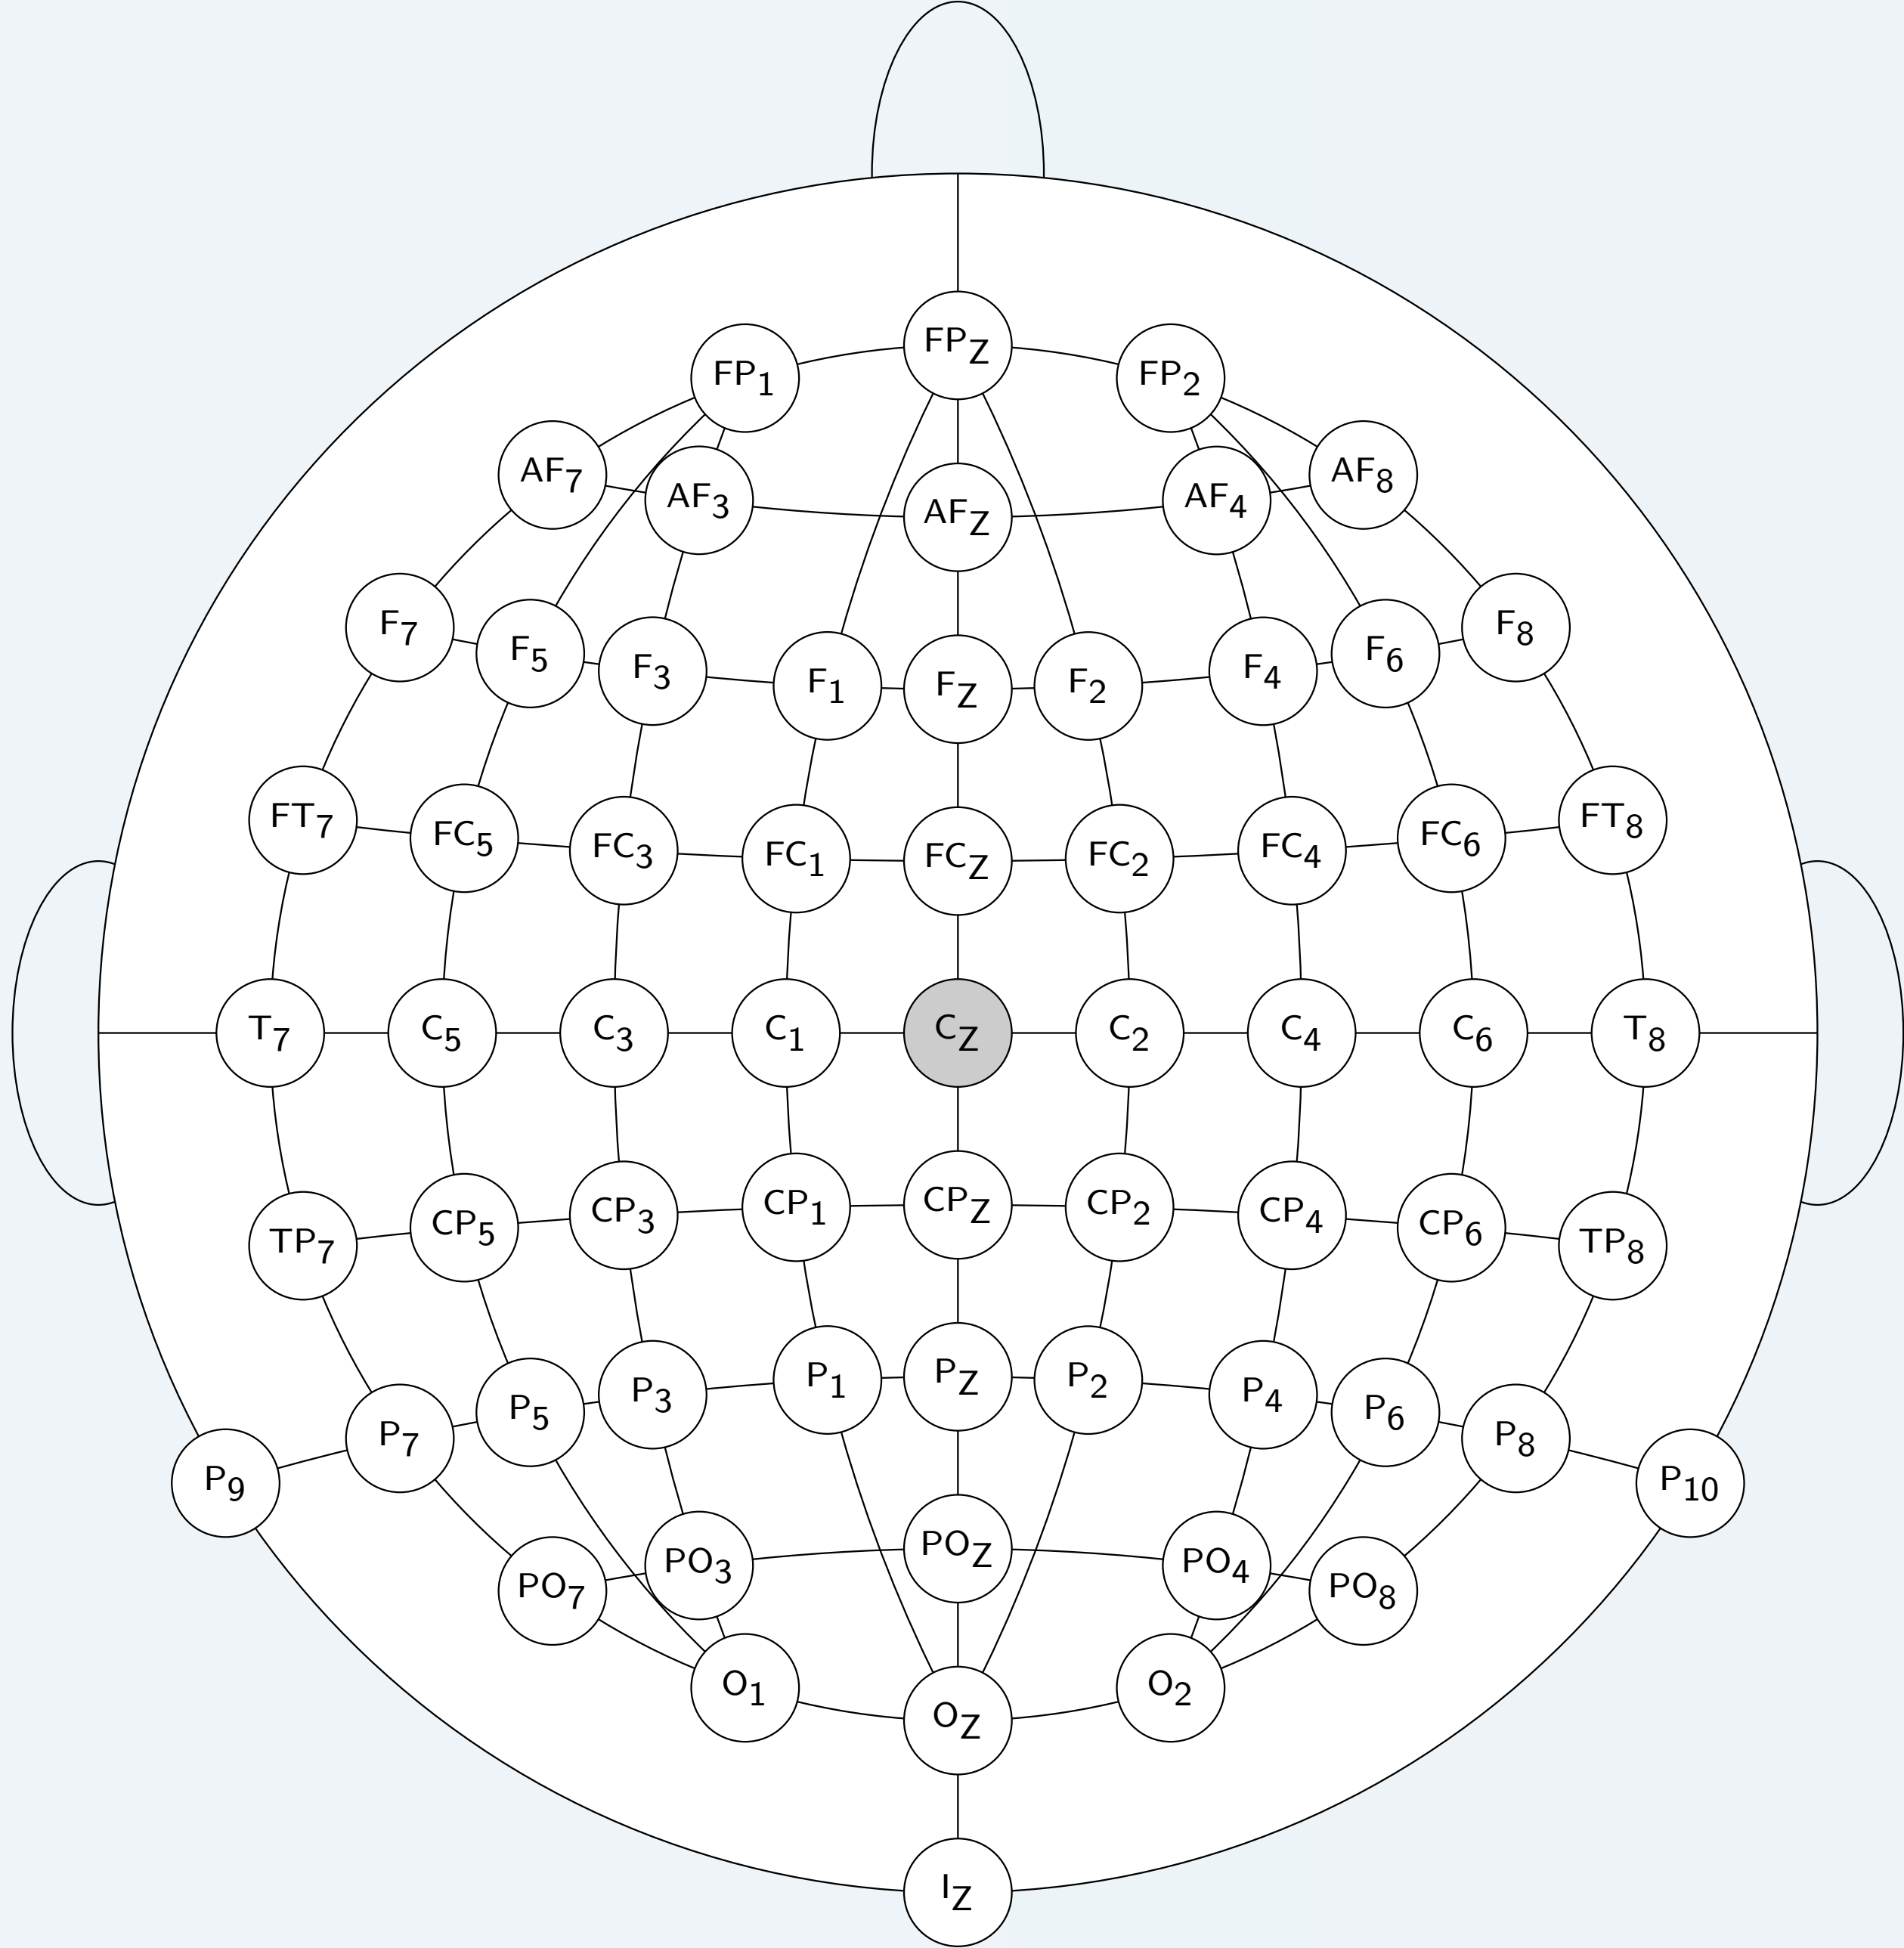 FP1 FPZ FP2
AF7 AF3 AFZ AF4 AF8
F7 F5 F3 F1 FZ F2 F4 F6 F8
FT7 FC5 FC3 FC1 FCZ FC2 FC4 FC6 FT8
T7 C5 C3 C1 CZ C2 C4 C6 T8
TP7 CP5 CP3 CP1 CPZ CP2 CP4 CP6 TP8
P9 P7 P5 P3 P1 PZ P2 P4 P6 P8 P10
PO7 PO3 POZ PO4 PO8
O1 OZ O2
IZ